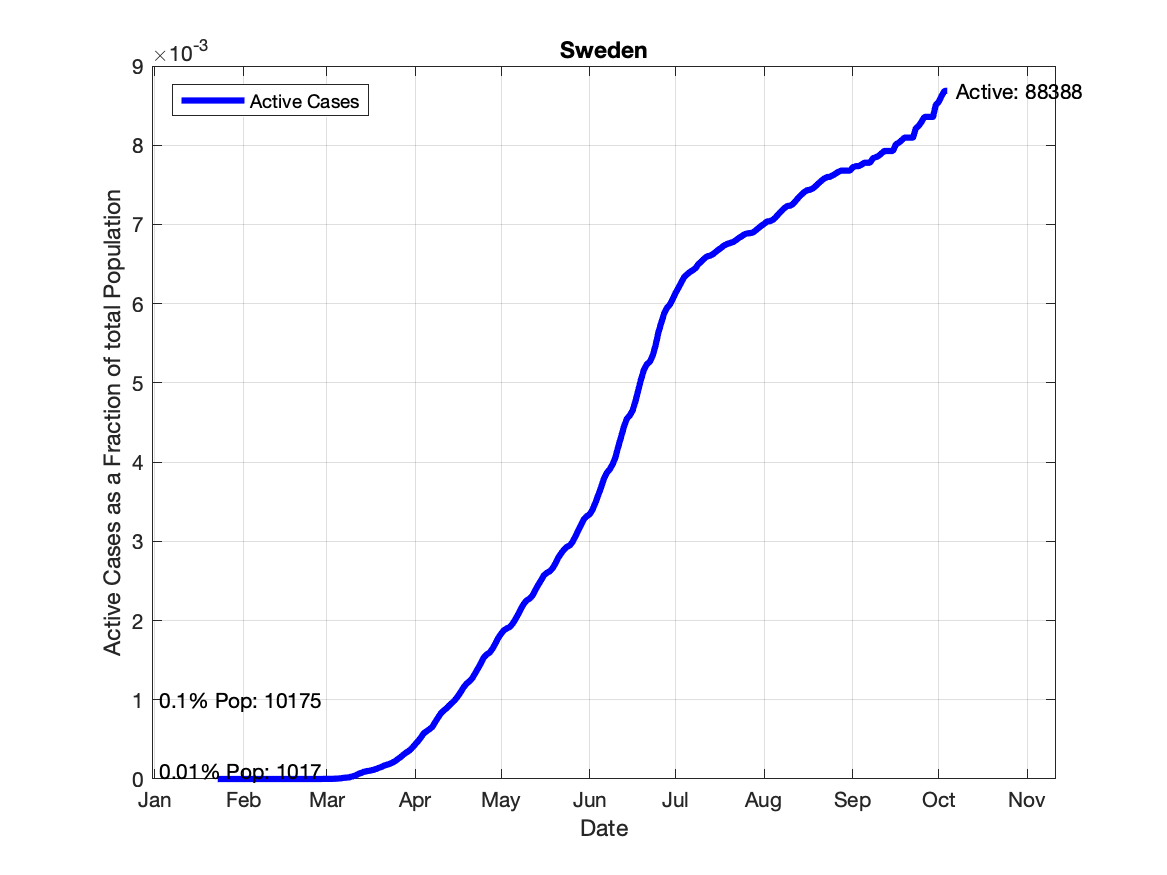 Sweden
×10-3
9
8
7
6
5
4
3
2
1
0
Active Cases as a Fraction of total Population
Active Cases
Active: 88388
0.1% Pop: 10175
0.01% Pop: 1017
Jan Feb Mar Apr May Jun Jul Aug Sep Oct Nov
Date